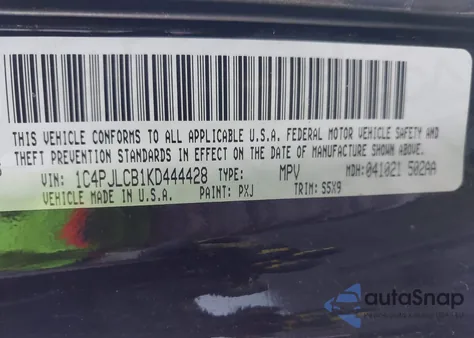 THIS VEHICLE CONFORMS TO ALL APPLICABLE U.S.A. FEDERAL MOTOR VEHICLE SAFETY AND
THEFT PREVENTION STANDARDS IN EFFECT ON THE DATE OF MANUFACTURE SHOWN ABOVE.
VIN: 1C4PJLCB1KD444428 TYPE: MPV MDH: 041021 502AA
VEHICLE MADE IN U.S.A. PAINT: PXJ TRIM: S5X9
autoSnap